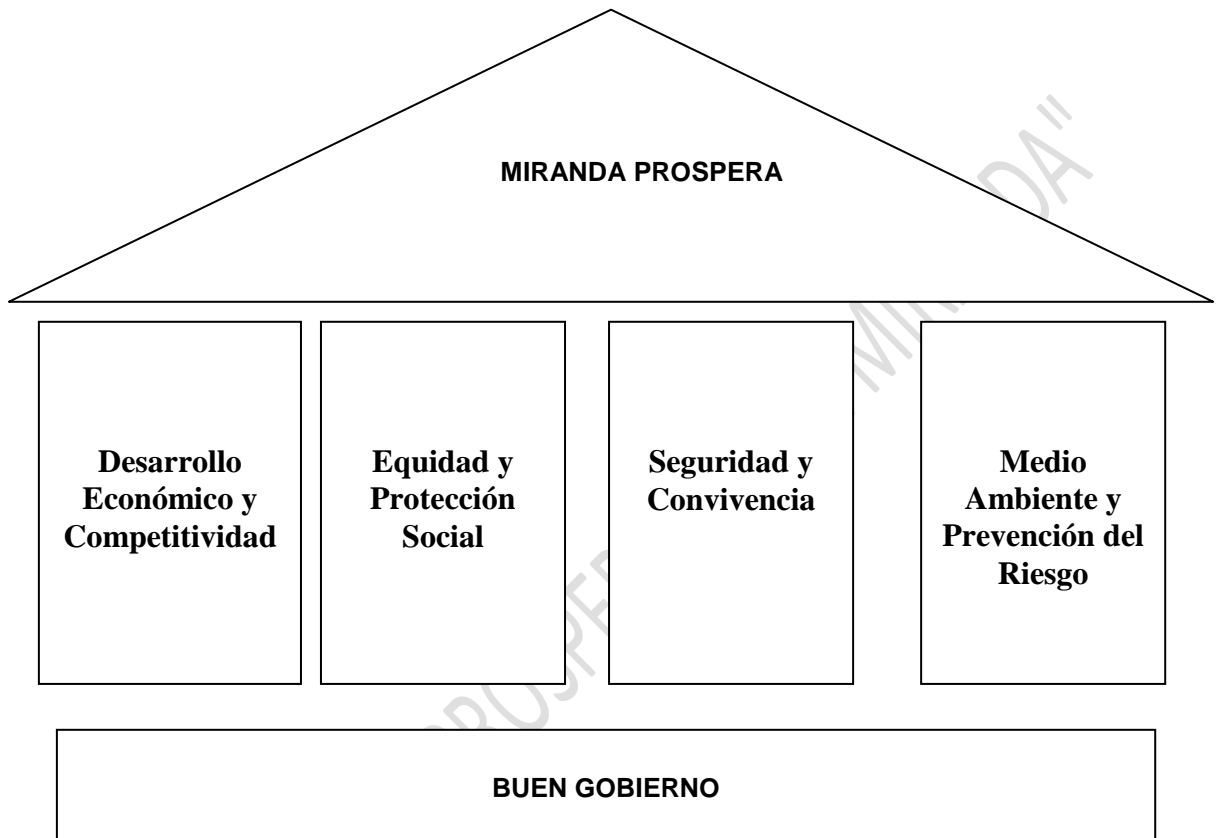 MIRANDA PROSPERA
Desarrollo
Económico y
Competitividad
Equidad y
Protección
Social
Seguridad y
Convivencia
Medio
Ambiente y
Prevención del
Riesgo
BUEN GOBIERNO